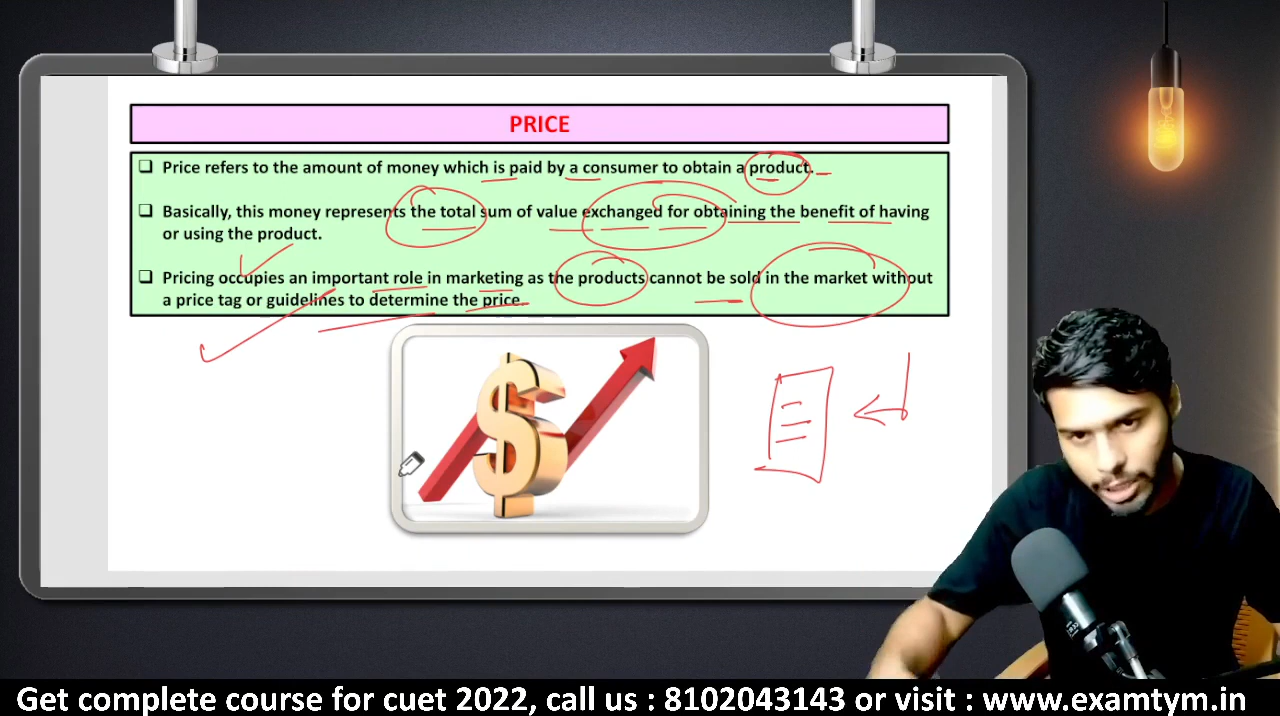 PRICE
❑ Price refers to the amount of money which is paid by a consumer to obtain a product.
❑ Basically, this money represents the total sum of value exchanged for obtaining the benefit of having
or using the product.
❑ Pricing occupies an important role in marketing as the products cannot be sold in the market without
a price tag or guidelines to determine the price.
$
Get complete course for cuet 2022, call us : 8102043143 or visit : www.examtym.in